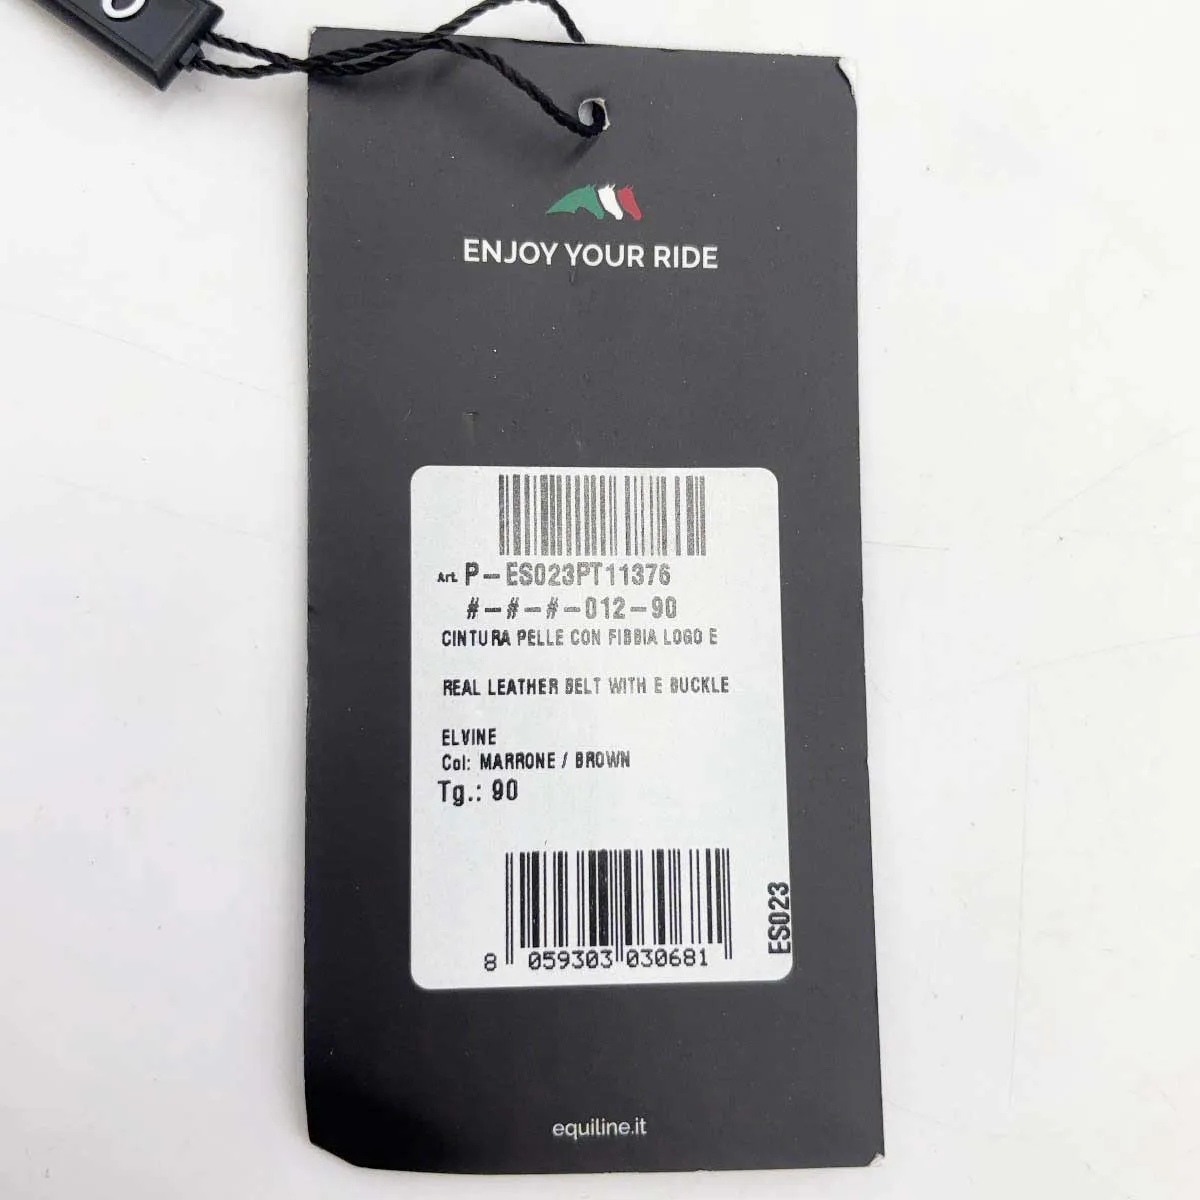 ENJOY YOUR RIDE
Art. P-ES023PT11376
#-#-#-012-90
CINTURA PELLE CON FIBBIA LOGO E
REAL LEATHER BELT WITH E BUCKLE
ELVINE
Col: MARRONE / BROWN
Tg.: 90
ES023
8 059303 030681
equiline.it